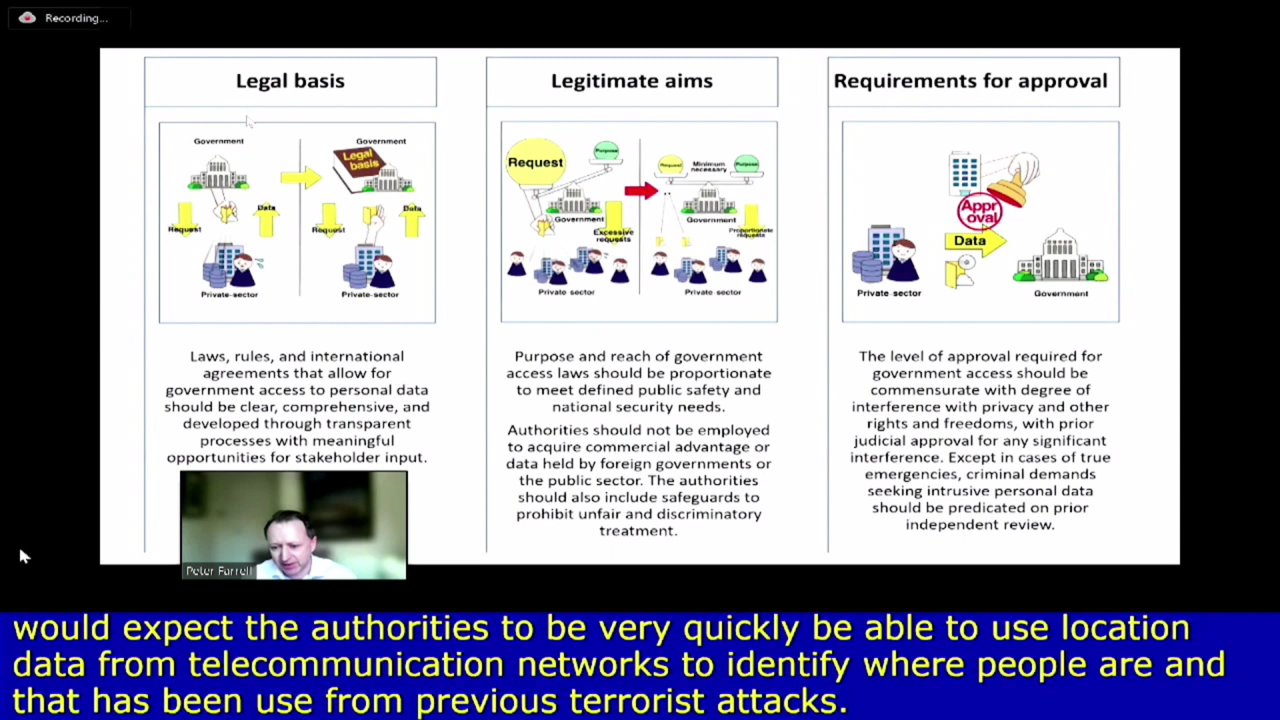 Recording...
Legal basis
Government
Government
Legal
basis
Request
Data
Request
Data
Private-sector
Private-sector
Laws, rules, and international
agreements that allow for
government access to personal data
should be clear, comprehensive, and
developed through transparent
processes with meaningful
opportunities for stakeholder input.
Legitimate aims
Request
Purpose
Request
Minimum
necessary
Purpose
Government
Excessive
requests
Government
Proportionate
requests
Private sector
Private sector
Purpose and reach of government
access laws should be proportionate
to meet defined public safety and
national security needs.
Authorities should not be employed
to acquire commercial advantage or
data held by foreign governments or
the public sector. The authorities
should also include safeguards to
prohibit unfair and discriminatory
treatment.
Requirements for approval
Appr
oval
Data
Private-sector
Government
The level of approval required for
government access should be
commensurate with degree of
interference with privacy and other
rights and freedoms, with prior
judicial approval for any significant
interference. Except in cases of true
emergencies, criminal demands
seeking intrusive personal data
should be predicated on prior
independent review.
Peter Farrell
would expect the authorities to be very quickly be able to use location
data from telecommunication networks to identify where people are and
that has been use from previous terrorist attacks.